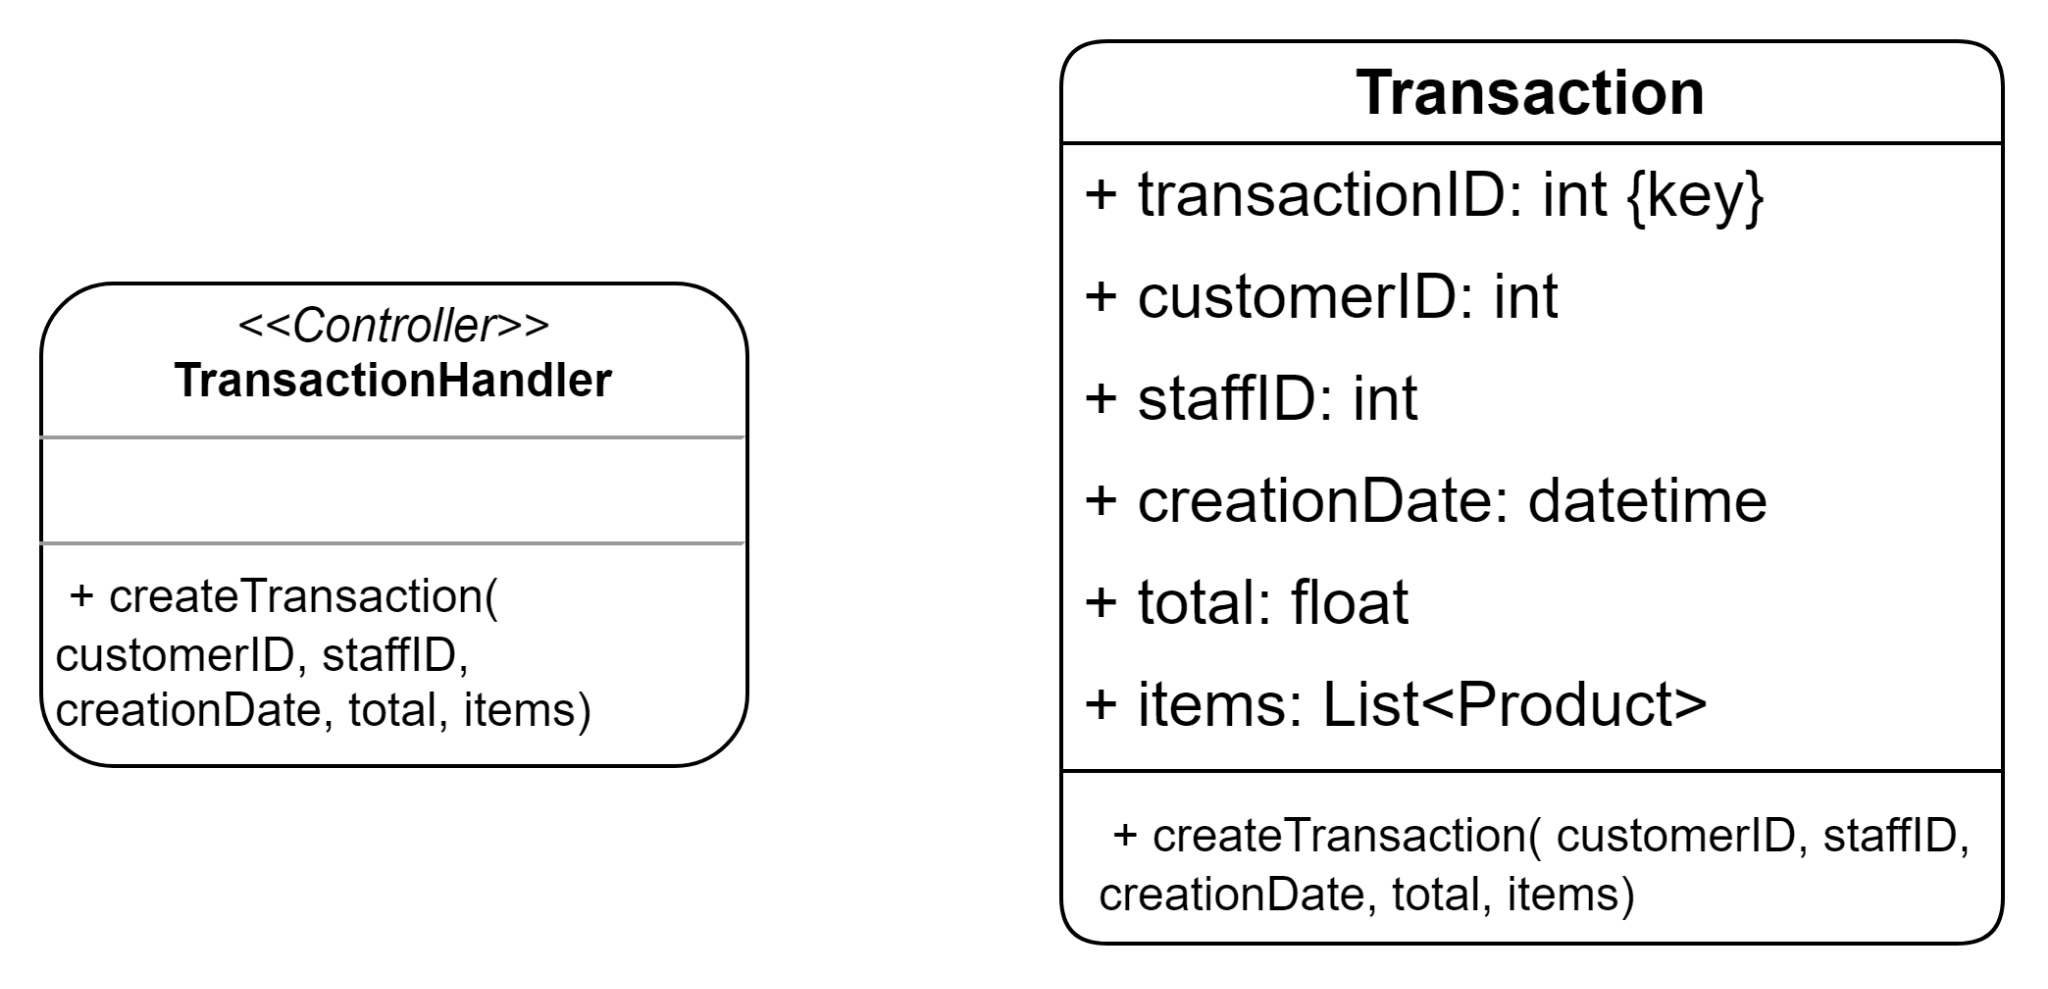 <<Controller>>
TransactionHandler
+ createTransaction(
customerID, staffID,
creationDate, total, items)
Transaction
+ transactionID: int {key}
+ customerID: int
+ staffID: int
+ creationDate: datetime
+ total: float
+ items: List<Product>
+ createTransaction( customerID, staffID,
creationDate, total, items)